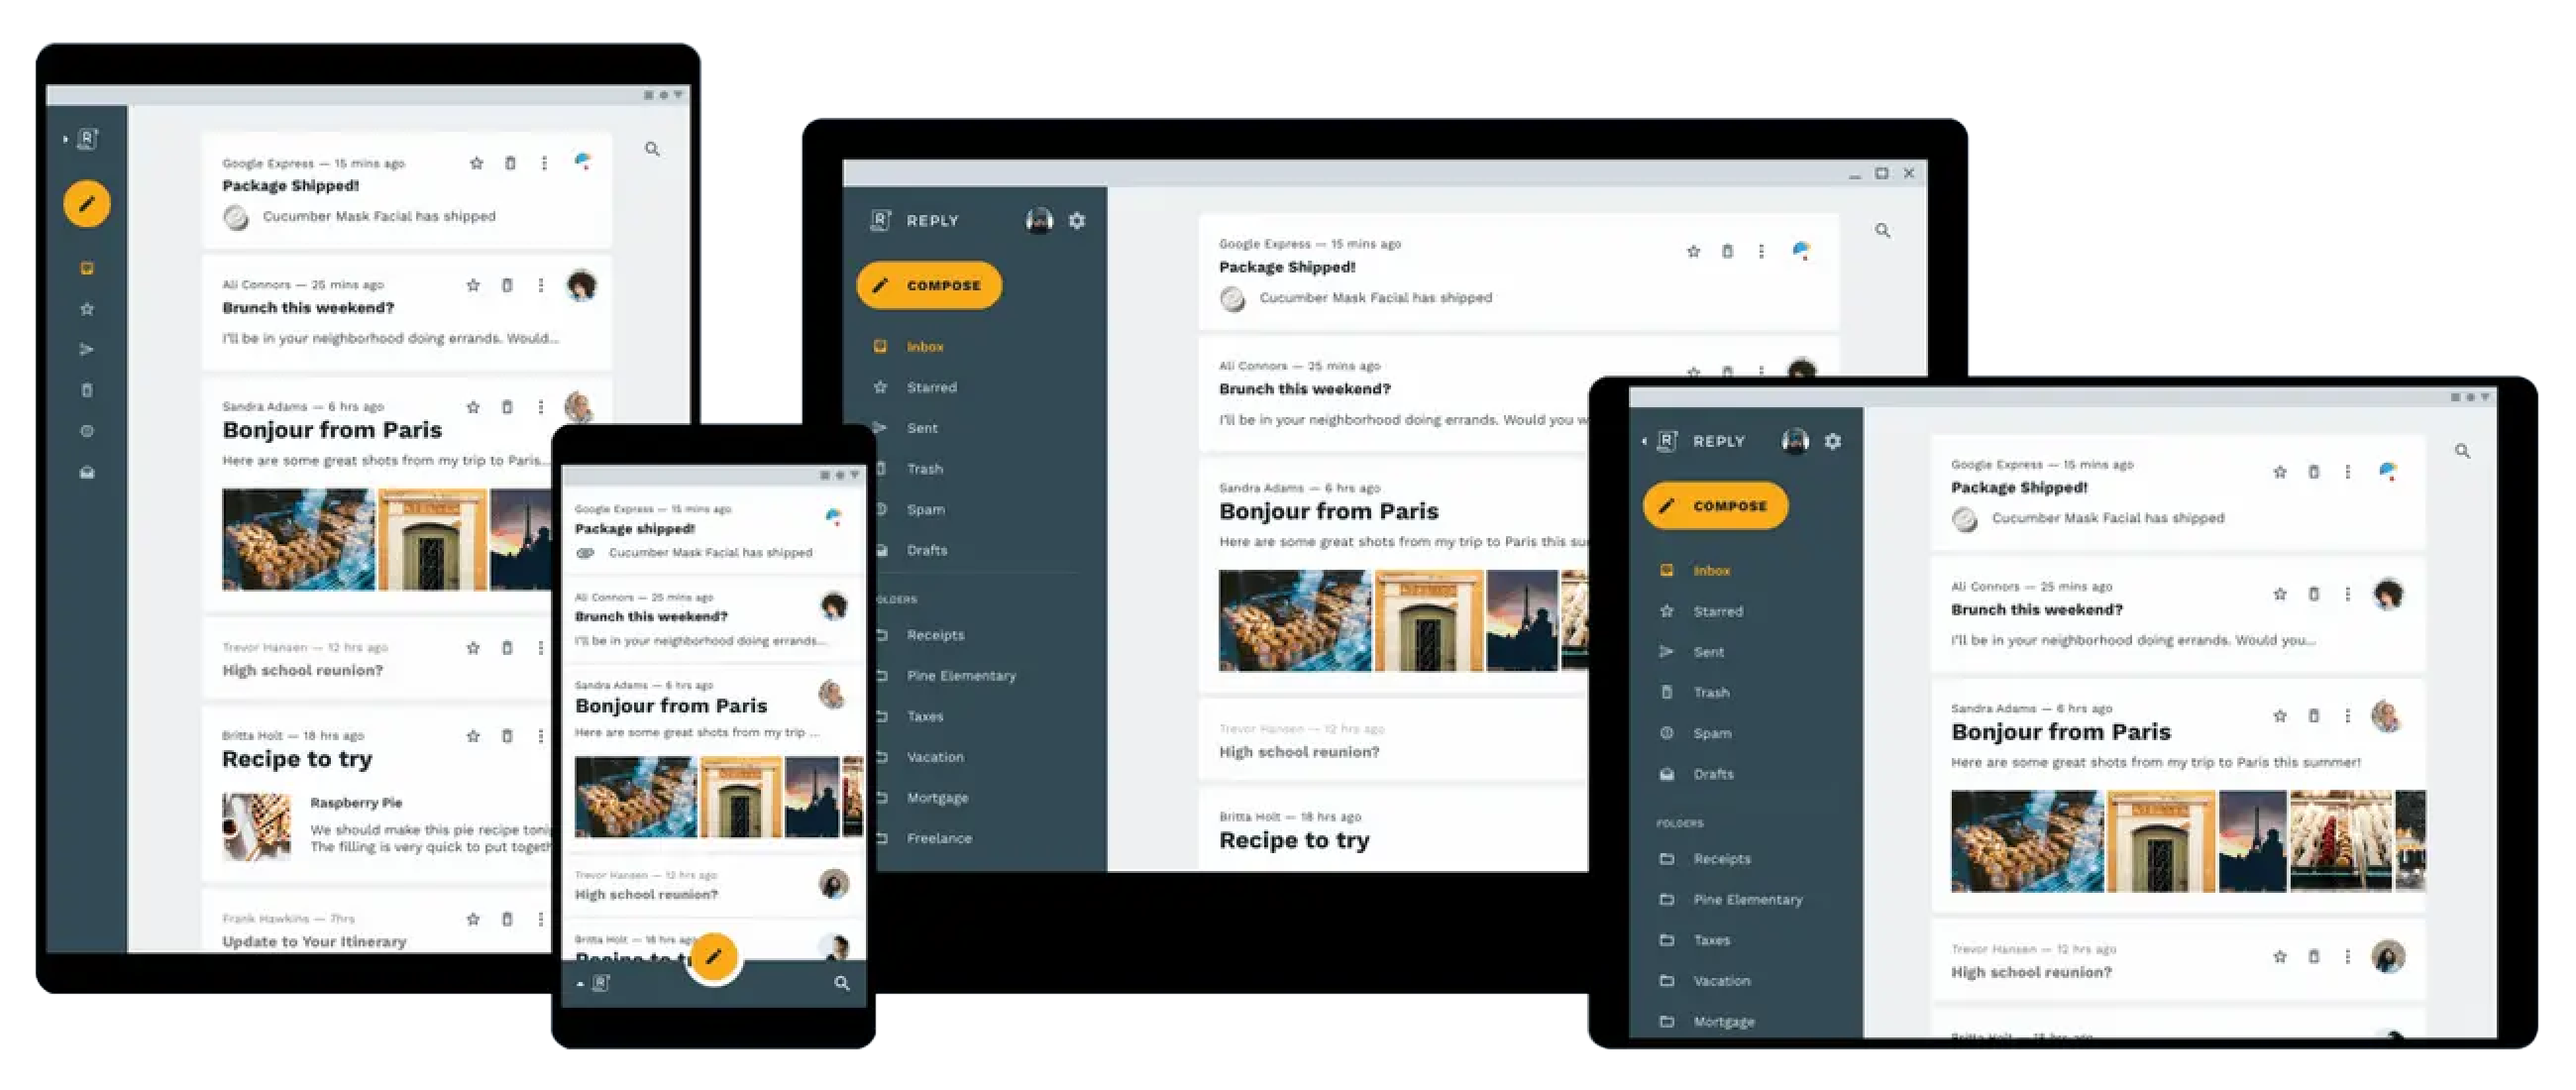 Google Express — 15 mins ago
Package Shipped!
Cucumber Mask Facial has shipped
Ali Connors — 25 mins ago
Brunch this weekend?
I'll be in your neighborhood doing errands. Would...
Sandra Adams — 6 hrs ago
Bonjour from Paris
Here are some great shots from my trip to Paris...
Trevor Hansen — 12 hrs ago
High school reunion?
Britta Holt — 18 hrs ago
Recipe to try
Raspberry Pie
We should make this pie recipe
The filling is very quick to put
Frank Hawkins — 7hrs
Update to Your Itinerary
Google Express — 15 mins ago
Package shipped!
Cucumber Mask Facial has shipped
Ali Connors — 25 mins ago
Brunch this weekend?
I'll be in your neighborhood doing errands...
Sandra Adams — 6 hrs ago
Bonjour from Paris
Here are some great shots from my trip ...
Trevor Hansen — 12 hrs ago
High school reunion?
Britta Holt — 18 hrs ago
Recipe to
R
R REPLY
COMPOSE
Inbox
Starred
Sent
Trash
Spam
Drafts
OLDERS
Receipts
Pine Elementary
Taxes
Vacation
Mortgage
Freelance
Google Express — 15 mins ago
Package Shipped!
Cucumber Mask Facial has shipped
Ali Connors — 25 mins ago
Brunch this weekend?
I'll be in your neighborhood doing errands. Would you w
Sandra Adams — 6 hrs ago
Bonjour from Paris
Here are some great shots from my trip to Paris this su
Trevor Hansen — 12 hrs ago
High school reunion?
Britta Holt — 18 hrs ago
Recipe to try
R REPLY
COMPOSE
Inbox
Starred
Sent
Trash
Spam
Drafts
FOLDERS
Receipts
Pine Elementary
Taxes
Vacation
Mortgage
Google Express — 15 mins ago
Package Shipped!
Cucumber Mask Facial has shipped
Ali Connors — 25 mins ago
Brunch this weekend?
I'll be in your neighborhood doing errands. Would you...
Sandra Adams — 6 hrs ago
Bonjour from Paris
Here are some great shots from my trip to Paris this summer!
Trevor Hansen — 12 hrs ago
High school reunion?
Britta Holt — 18 hrs ago